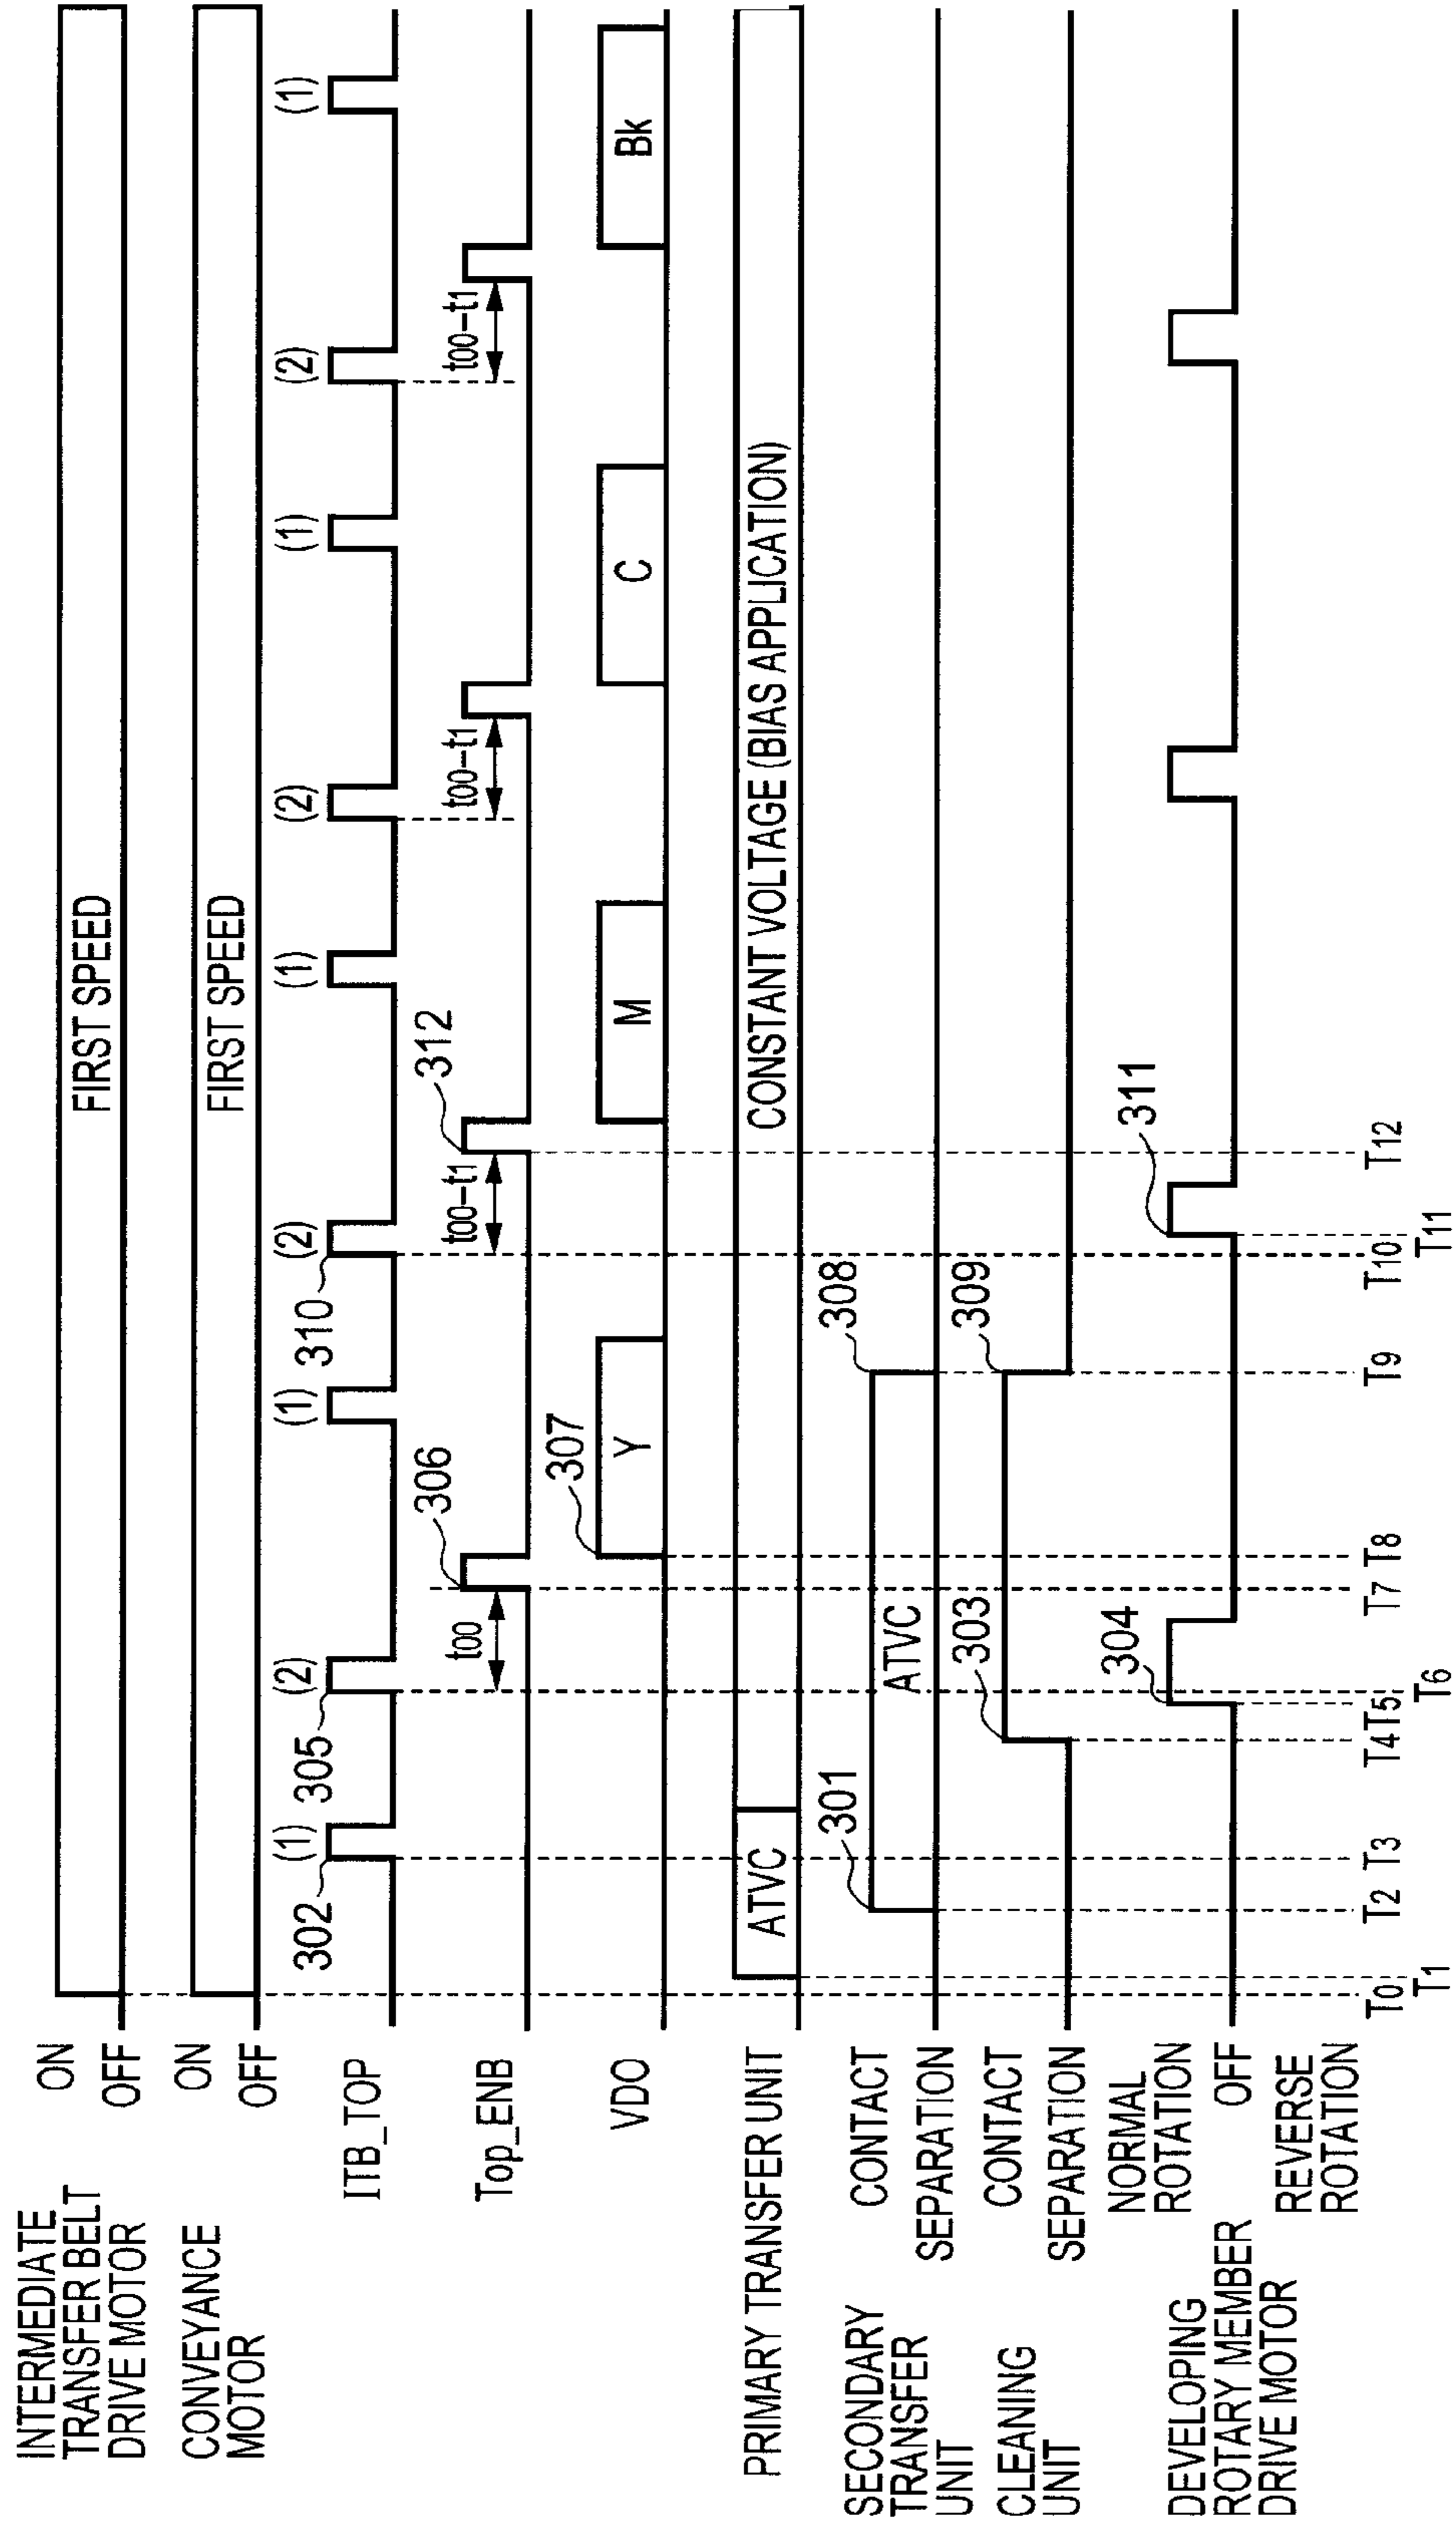 INTERMEDIATE
TRANSFER BELT
DRIVE MOTOR
ON
OFF
FIRST SPEED
CONVEYANCE
MOTOR
ON
OFF
FIRST SPEED
ITB_TOP
302
(1)
305
(2)
(1)
310
(2)
(1)
(2)
(1)
(2)
(1)
Top_ENB
t00
306
t00-t1
312
t00-t1
t00-t1
VDO
307
Y
M
C
Bk
PRIMARY TRANSFER UNIT
ATVC
CONSTANT VOLTAGE (BIAS APPLICATION)
SECONDARY
TRANSFER
UNIT
CONTACT
SEPARATION
301
ATVC
308
CLEANING
UNIT
CONTACT
SEPARATION
303
309
DEVELOPING
ROTARY MEMBER
DRIVE MOTOR
NORMAL
ROTATION
OFF
REVERSE
ROTATION
304
311
T0
T1
T2
T3
T4
T5
T6
T7
T8
T9
T10
T11
T12